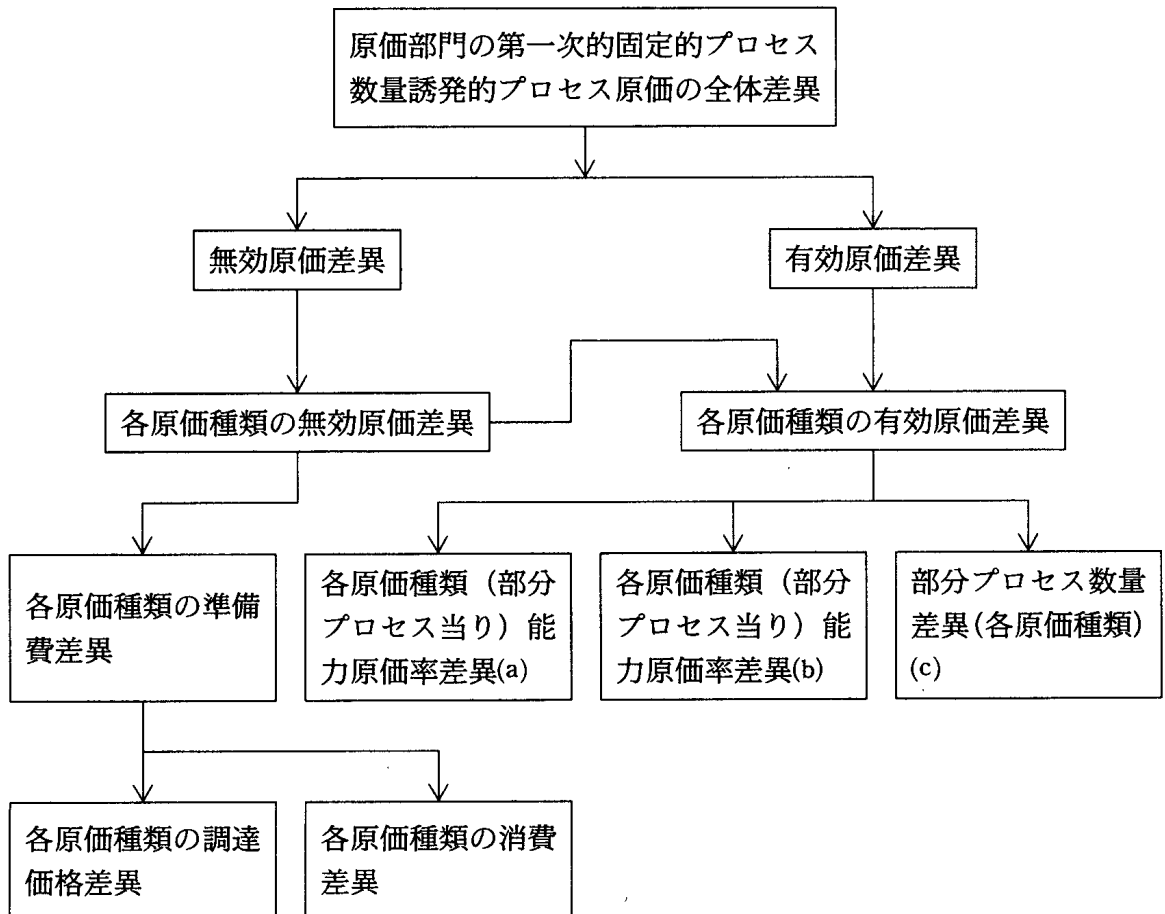 原価部門の第一次的固定的プロセス
数量誘発的プロセス原価の全体差異
無効原価差異
有効原価差異
各原価種類の無効原価差異
各原価種類の有効原価差異
各原価種類の準備
費差異
各原価種類（部分
プロセス当り）能
力原価率差異(a)
各原価種類（部分
プロセス当り）能
力原価率差異(b)
部分プロセス数量
差異(各原価種類)
(c)
各原価種類の調達
価格差異
各原価種類の消費
差異